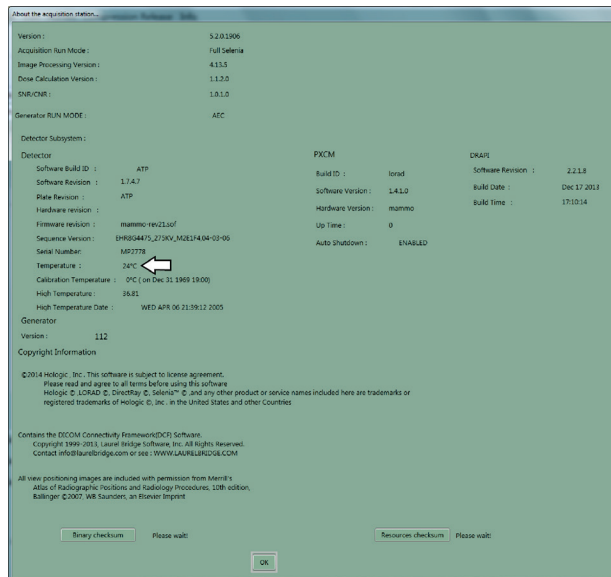 About the acquisition station...
Version : 5.2.0.1906
Acquisition Run Mode : Full Selenia
Image Processing Version : 4.13.5
Dose Calculation Version : 1.1.2.0
SNR/CNR : 1.0.1.0
Generator RUN MODE : AEC
Detector Subsystem :
Detector
Software Build ID : ATP
Software Revision : 1.7.4.7
Plate Revision : ATP
Hardware revision :
Firmware revision : mammo-rev21.sof
Sequence Version : EHR8G4475_275KV_M2E1F4,04-03-06
Serial Number: MP2778
Temperature : 24°C
Calibration Temperature : 0°C ( on Dec 31 1969 19:00)
High Temperature : 36.81
High Temperature Date : WED APR 06 21:39:12 2005
PXCM
Build ID : lorad
Software Version : 1.4.1.0
Hardware Version : mammo
Up Time : 0
Auto Shutdown : ENABLED
DRAPI
Software Revision : 2.2.1.8
Build Date : Dec 17 2013
Build Time : 17:10:14
Generator
Version : 112
Copyright Information
©2014 Hologic , Inc . This software is subject to license agreement.
Please read and agree to all terms before using this software
Hologic ©, LORAD ©, DirectRay ©, Selenia™ © ,and any other product or service names included here are trademarks or
registered trademarks of Hologic ©, Inc . in the United States and other Countries
Contains the DICOM Connectivity Framework(DCF) Software.
Copyright 1999-2013, Laurel Bridge Software, Inc. All Rights Reserved.
Contact info@laurelbridge.com or see : WWW.LAURELBRIDGE.COM
All view positioning images are included with permission from Merrill's
Atlas of Radiographic Positions and Radiology Procedures, 10th edition,
Ballinger ©2007, WB Saunders, an Elsevier Imprint
Binary checksum Please wait! Resources checksum Please wait!
OK